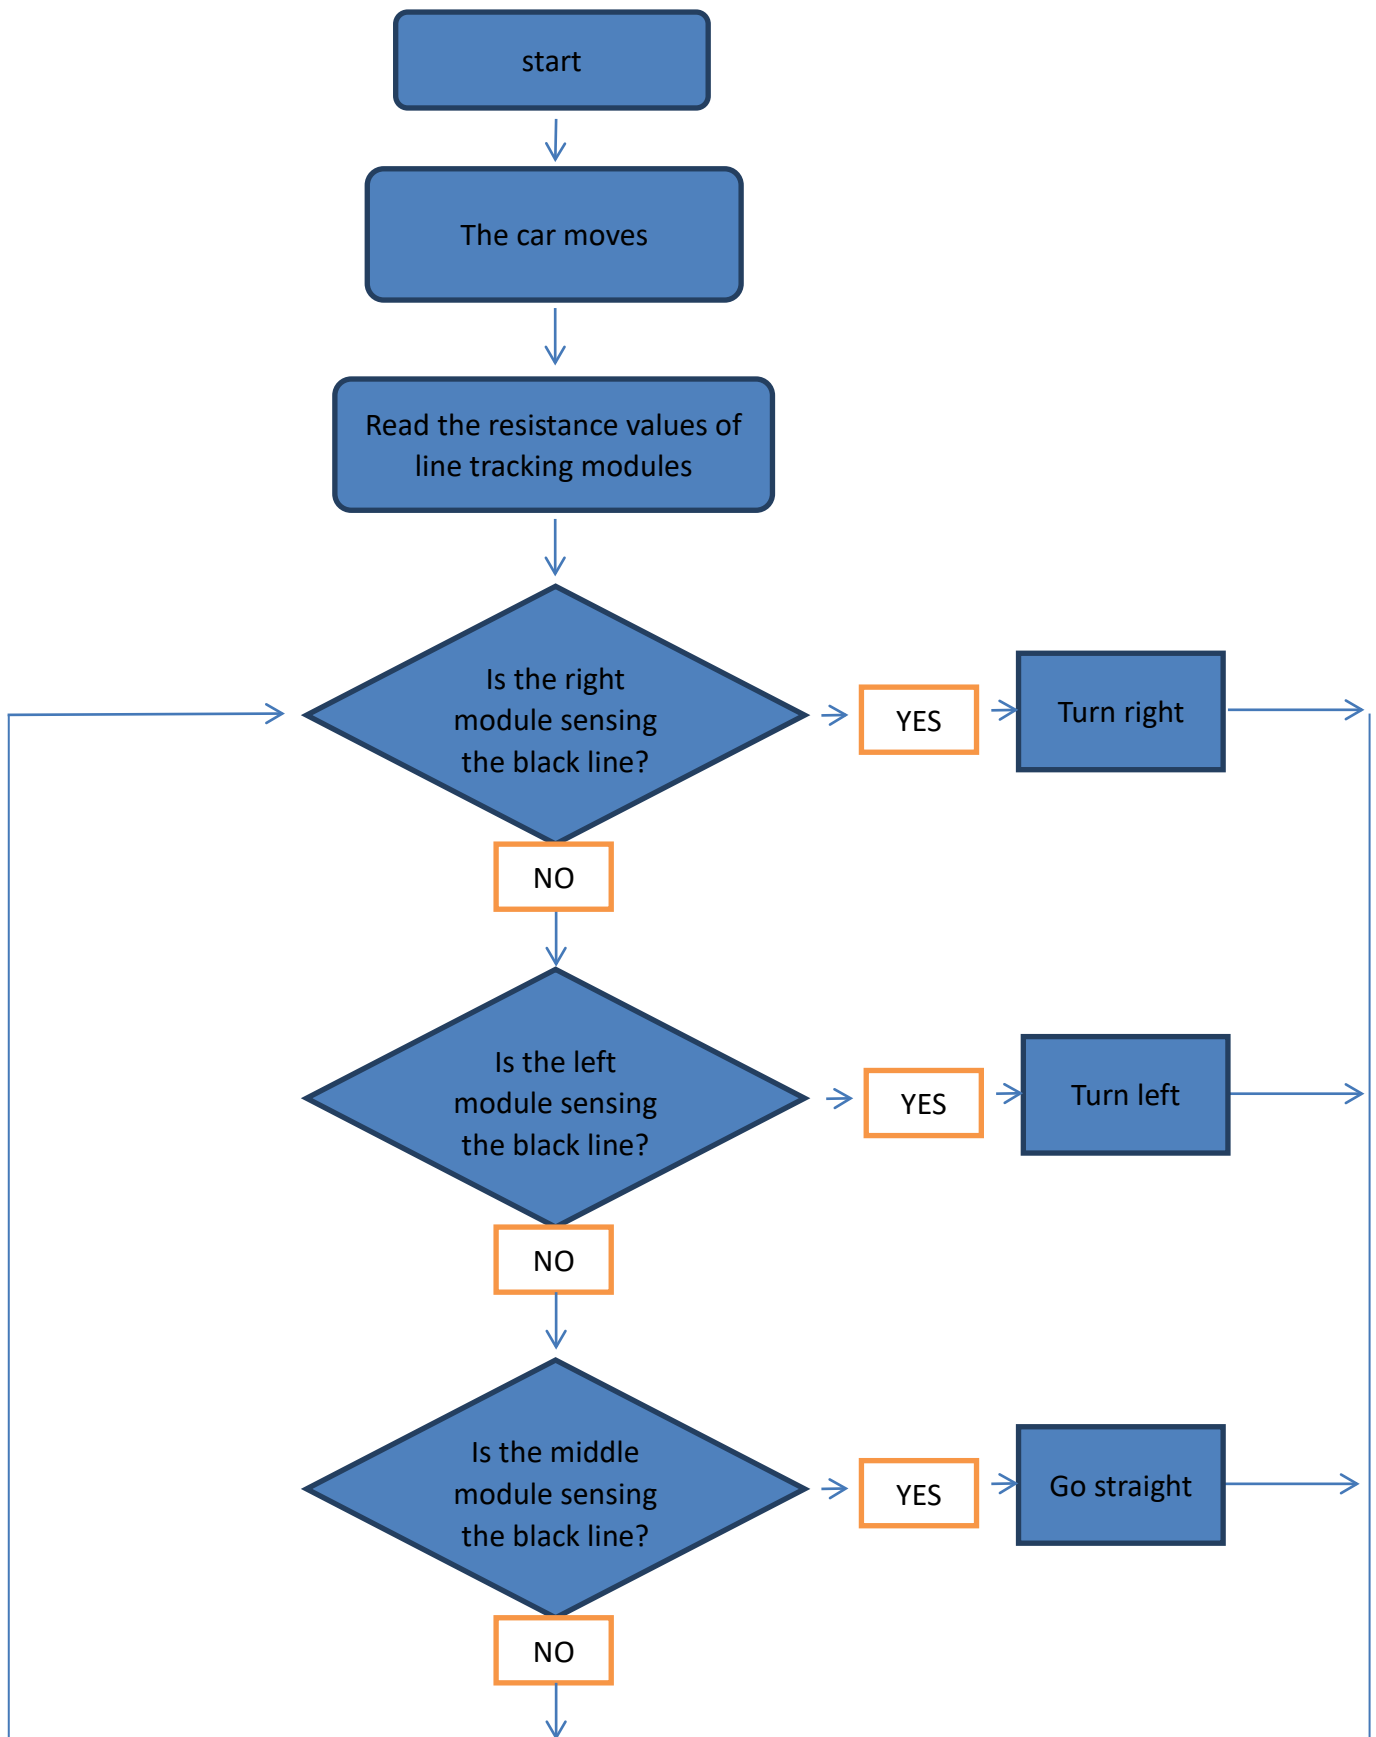 start
The car moves
Read the resistance values of
line tracking modules
Is the right
module sensing
the black line?
YES
Turn right
NO
Is the left
module sensing
the black line?
YES
Turn left
NO
Is the middle
module sensing
the black line?
YES
Go straight
NO